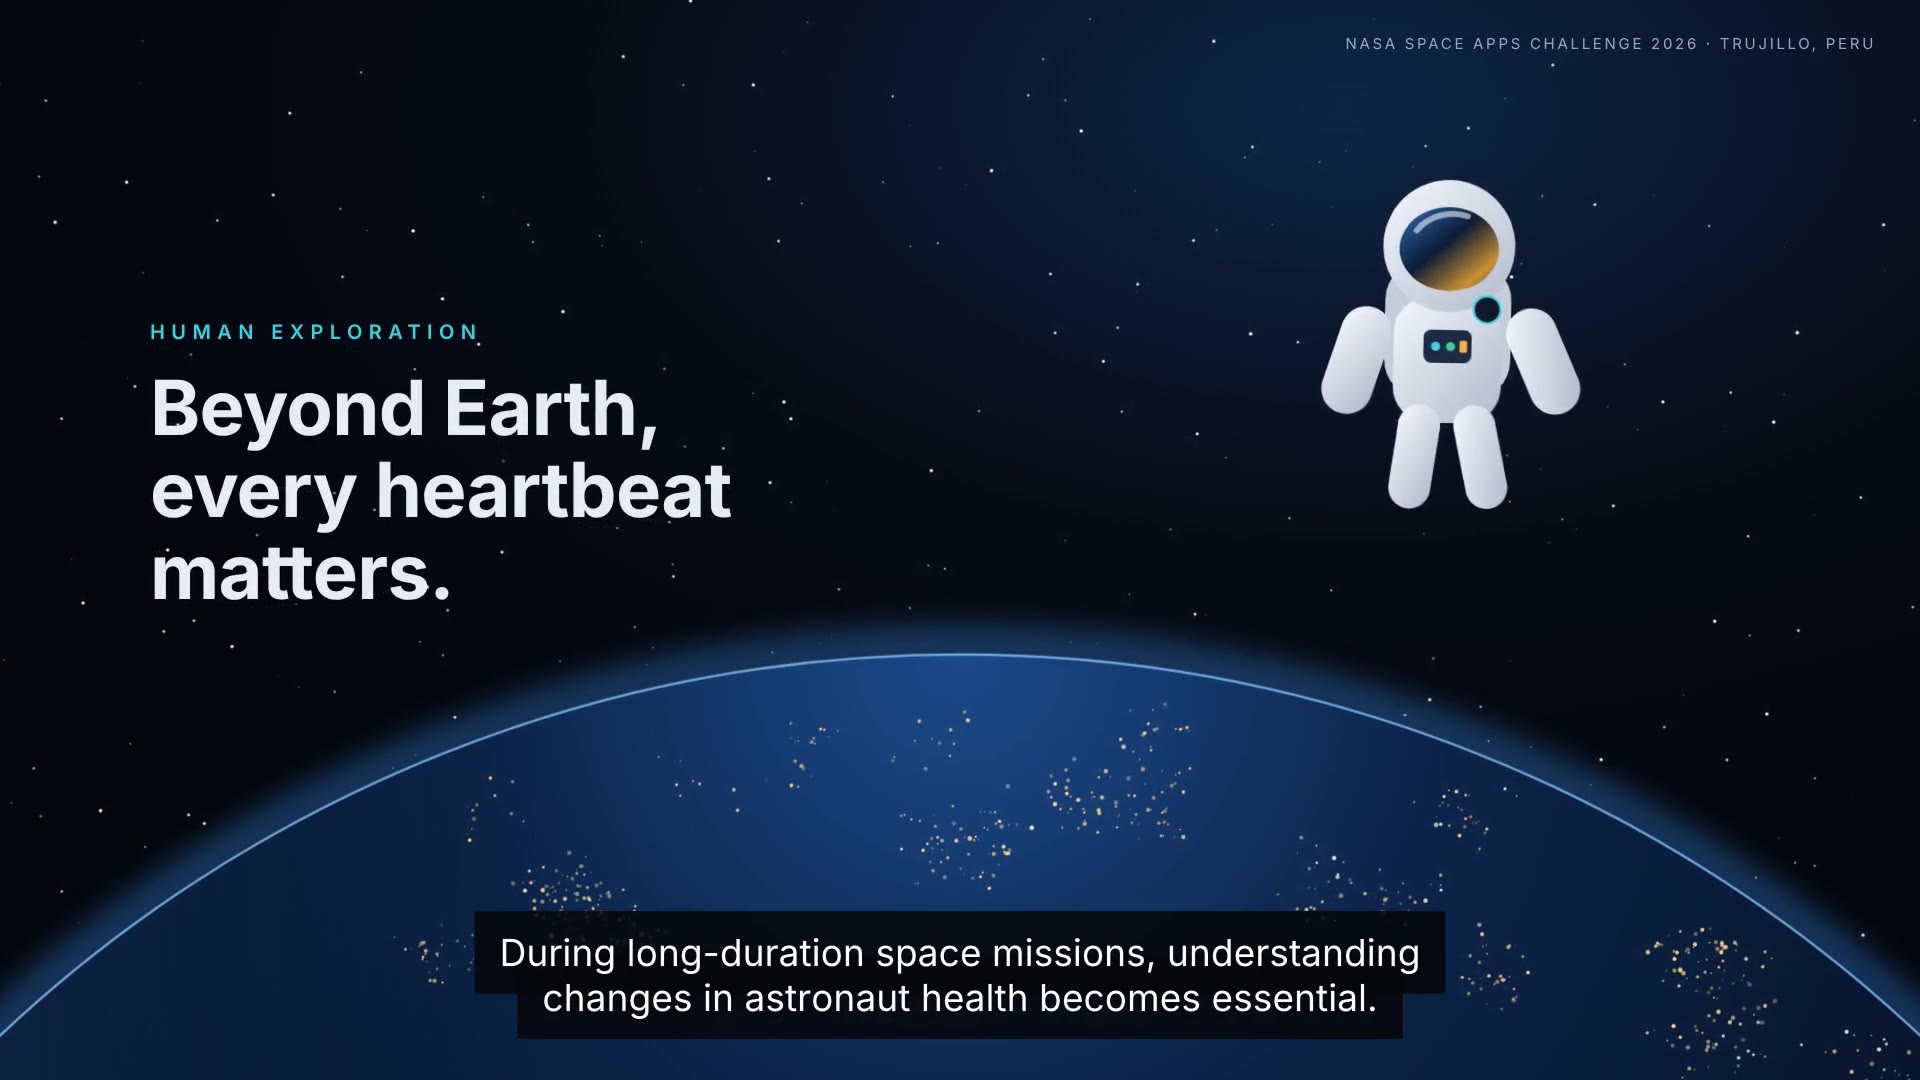 NASA SPACE APPS CHALLENGE 2026 · TRUJILLO, PERU
HUMAN EXPLORATION
Beyond Earth,
every heartbeat
matters.
During long-duration space missions, understanding
changes in astronaut health becomes essential.